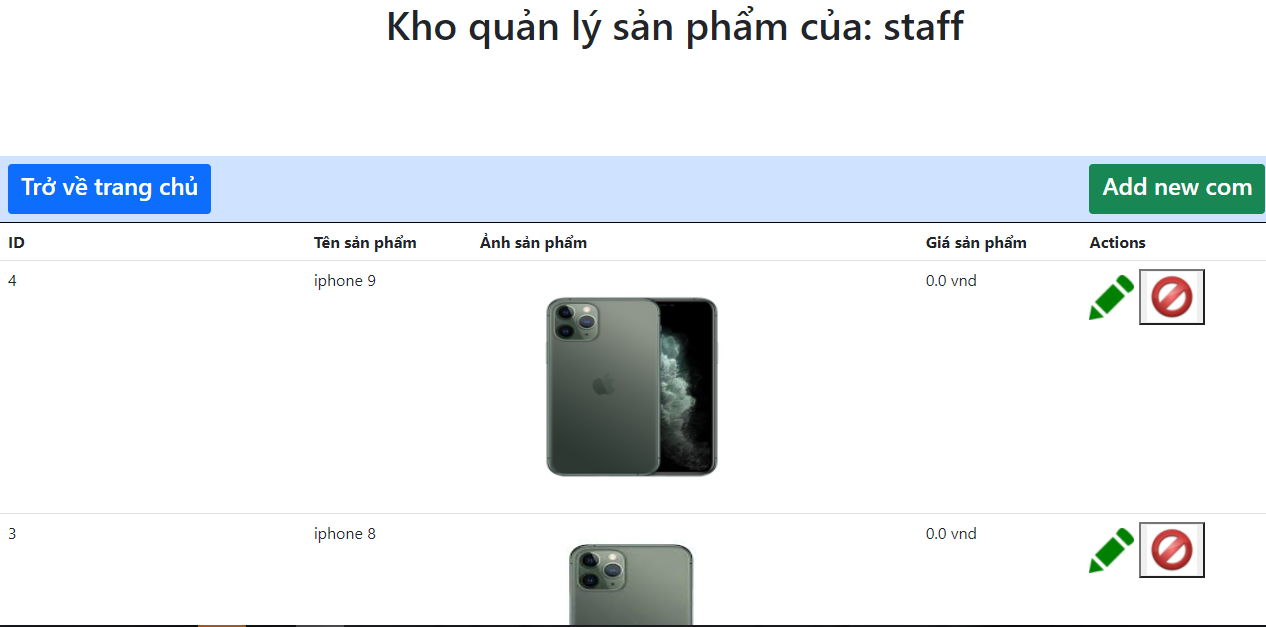 Kho quản lý sản phẩm của: staff
Trở về trang chủ Add new com
ID Tên sản phẩm Ảnh sản phẩm Giá sản phẩm Actions
4 iphone 9 0.0 vnd
3 iphone 8 0.0 vnd